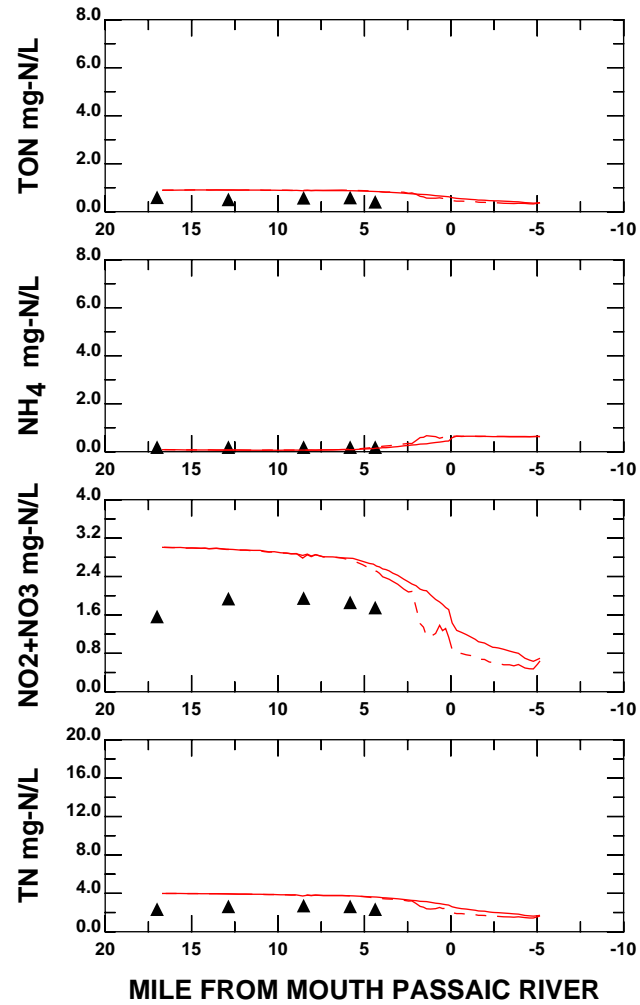 TON mg-N/L
8.0
6.0
4.0
2.0
0.0
20 15 10 5 0 -5 -10
NH4 mg-N/L
8.0
6.0
4.0
2.0
0.0
20 15 10 5 0 -5 -10
NO2+NO3 mg-N/L
4.0
3.2
2.4
1.6
0.8
0.0
20 15 10 5 0 -5 -10
TN mg-N/L
20.0
16.0
12.0
8.0
4.0
0.0
20 15 10 5 0 -5 -10
MILE FROM MOUTH PASSAIC RIVER